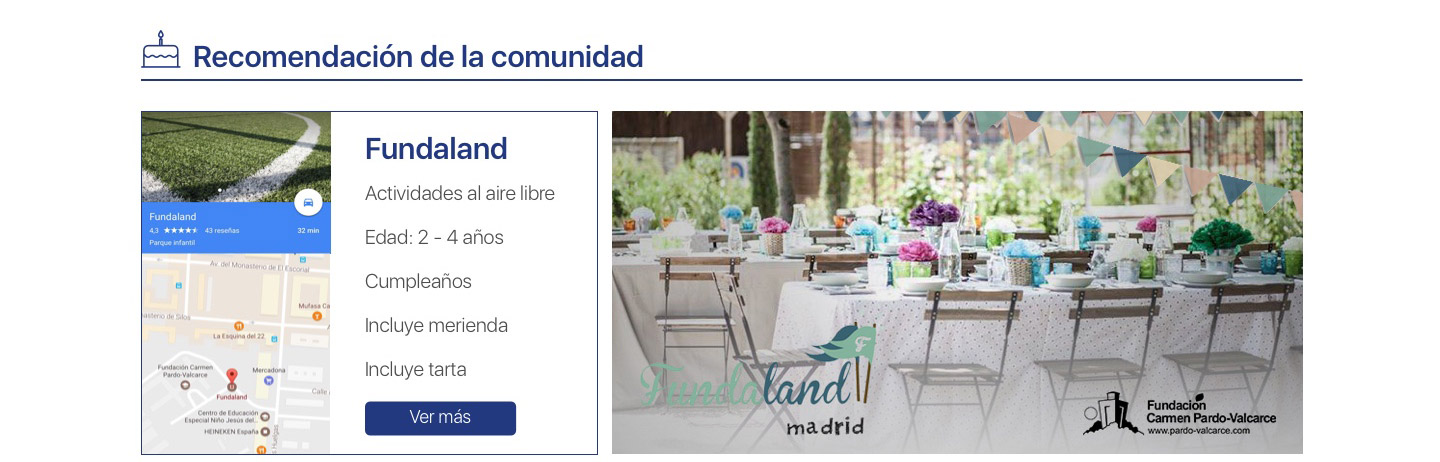 Recomendación de la comunidad
Fundaland
4,3 43 reseñas 32 min
Parque infantil
Av. del Monasterio de El Escorial
Mufasa Ca
nasterio de Silos
La Esquina del 22
Fundación Carmen
Pardo-Valcarce
Mercadona
Fundaland
Calle
Centro de Educación
Especial Niño Jesús del...
HEINEKEN España
Fundaland
Actividades al aire libre
Edad: 2 - 4 años
Cumpleaños
Incluye merienda
Incluye tarta
Ver más
F
Fundaland
madrid
Fundación
Carmen Pardo-Valcarce
www.pardo-valcarce.com